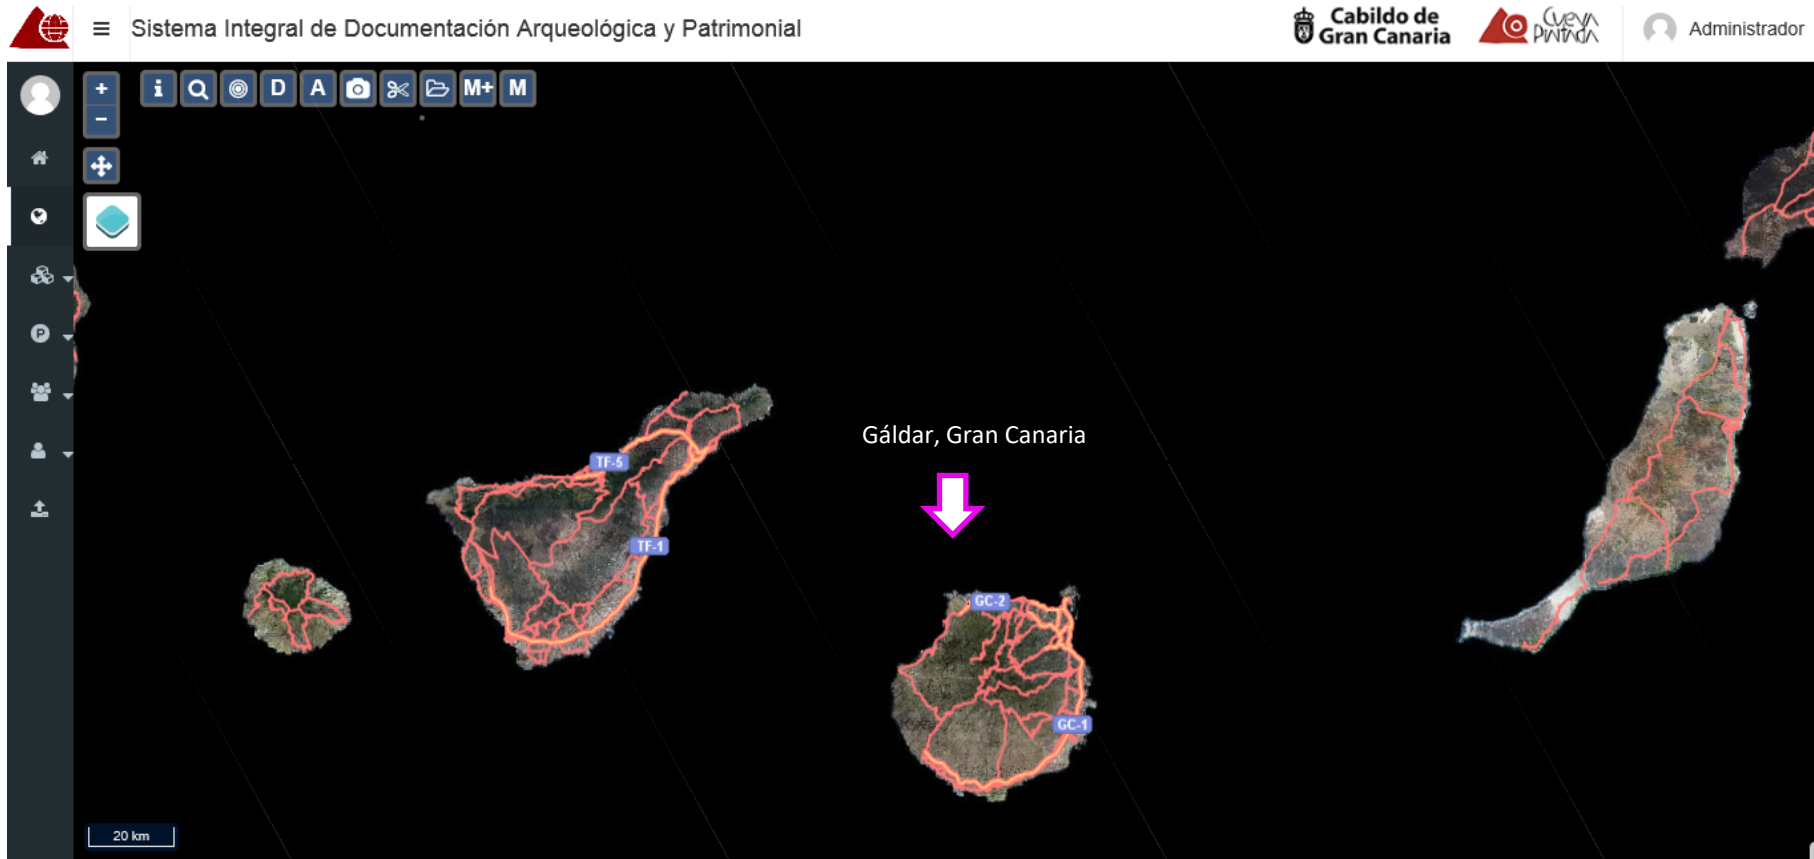 Sistema Integral de Documentación Arqueológica y Patrimonial
Cabildo de
Gran Canaria
CUEVA
PINTADA
Administrador
+
i
D
A
M+
M
−
P
Gáldar, Gran Canaria
TF-5
TF-1
GC-2
GC-1
20 km